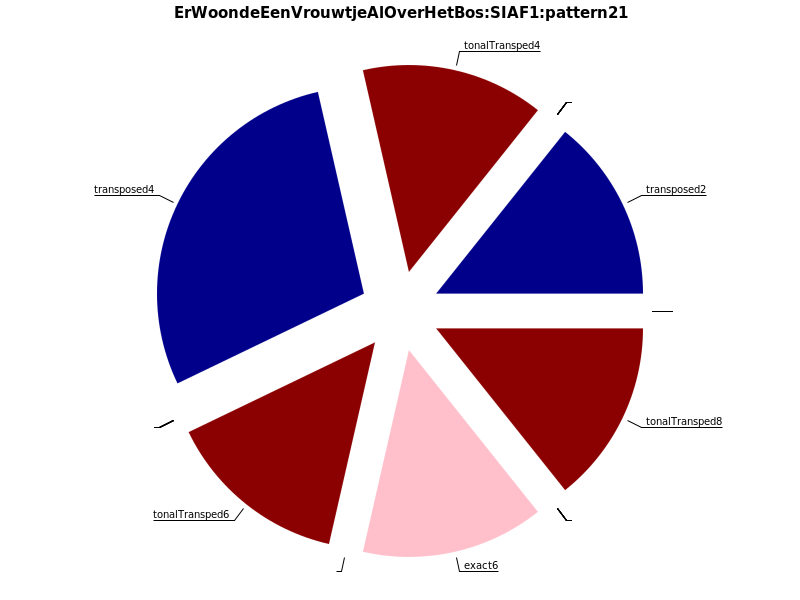 ErWoondeEenVrouwtjeAlOverHetBos:SIAF1:pattern21
tonalTransped4
transposed4
transposed2
tonalTransped8
tonalTransped6
exact6